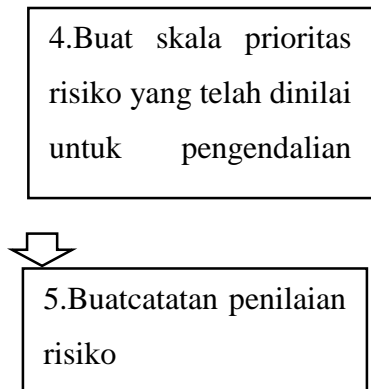 4.Buat skala prioritas
risiko yang telah dinilai
untuk pengendalian
5.Buatcatatan penilaian
risiko